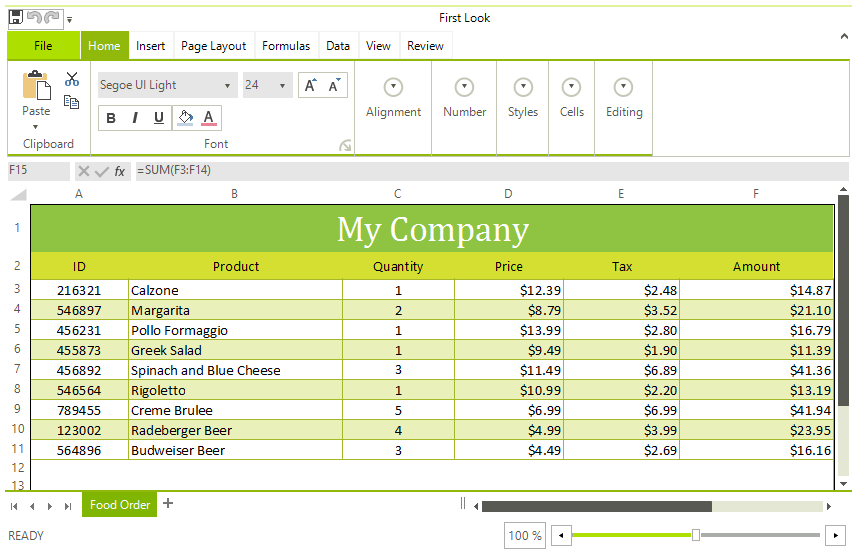 First Look
File Home Insert Page Layout Formulas Data View Review
Segoe UI Light 24 A A
Paste B I U A Alignment Number Styles Cells Editing
Clipboard Font
F15 fx =SUM(F3:F14)
A B C D E F
1 My Company
2 ID Product Quantity Price Tax Amount
3 216321 Calzone 1 $12.39 $2.48 $14.87
4 546897 Margarita 2 $8.79 $3.52 $21.10
5 456231 Pollo Formaggio 1 $13.99 $2.80 $16.79
6 455873 Greek Salad 1 $9.49 $1.90 $11.39
7 456892 Spinach and Blue Cheese 3 $11.49 $6.89 $41.36
8 546564 Rigoletto 1 $10.99 $2.20 $13.19
9 789455 Creme Brulee 5 $6.99 $6.99 $41.94
10 123002 Radeberger Beer 4 $4.99 $3.99 $23.95
11 564896 Budweiser Beer 3 $4.49 $2.69 $16.16
12
13
Food Order +
READY 100 %